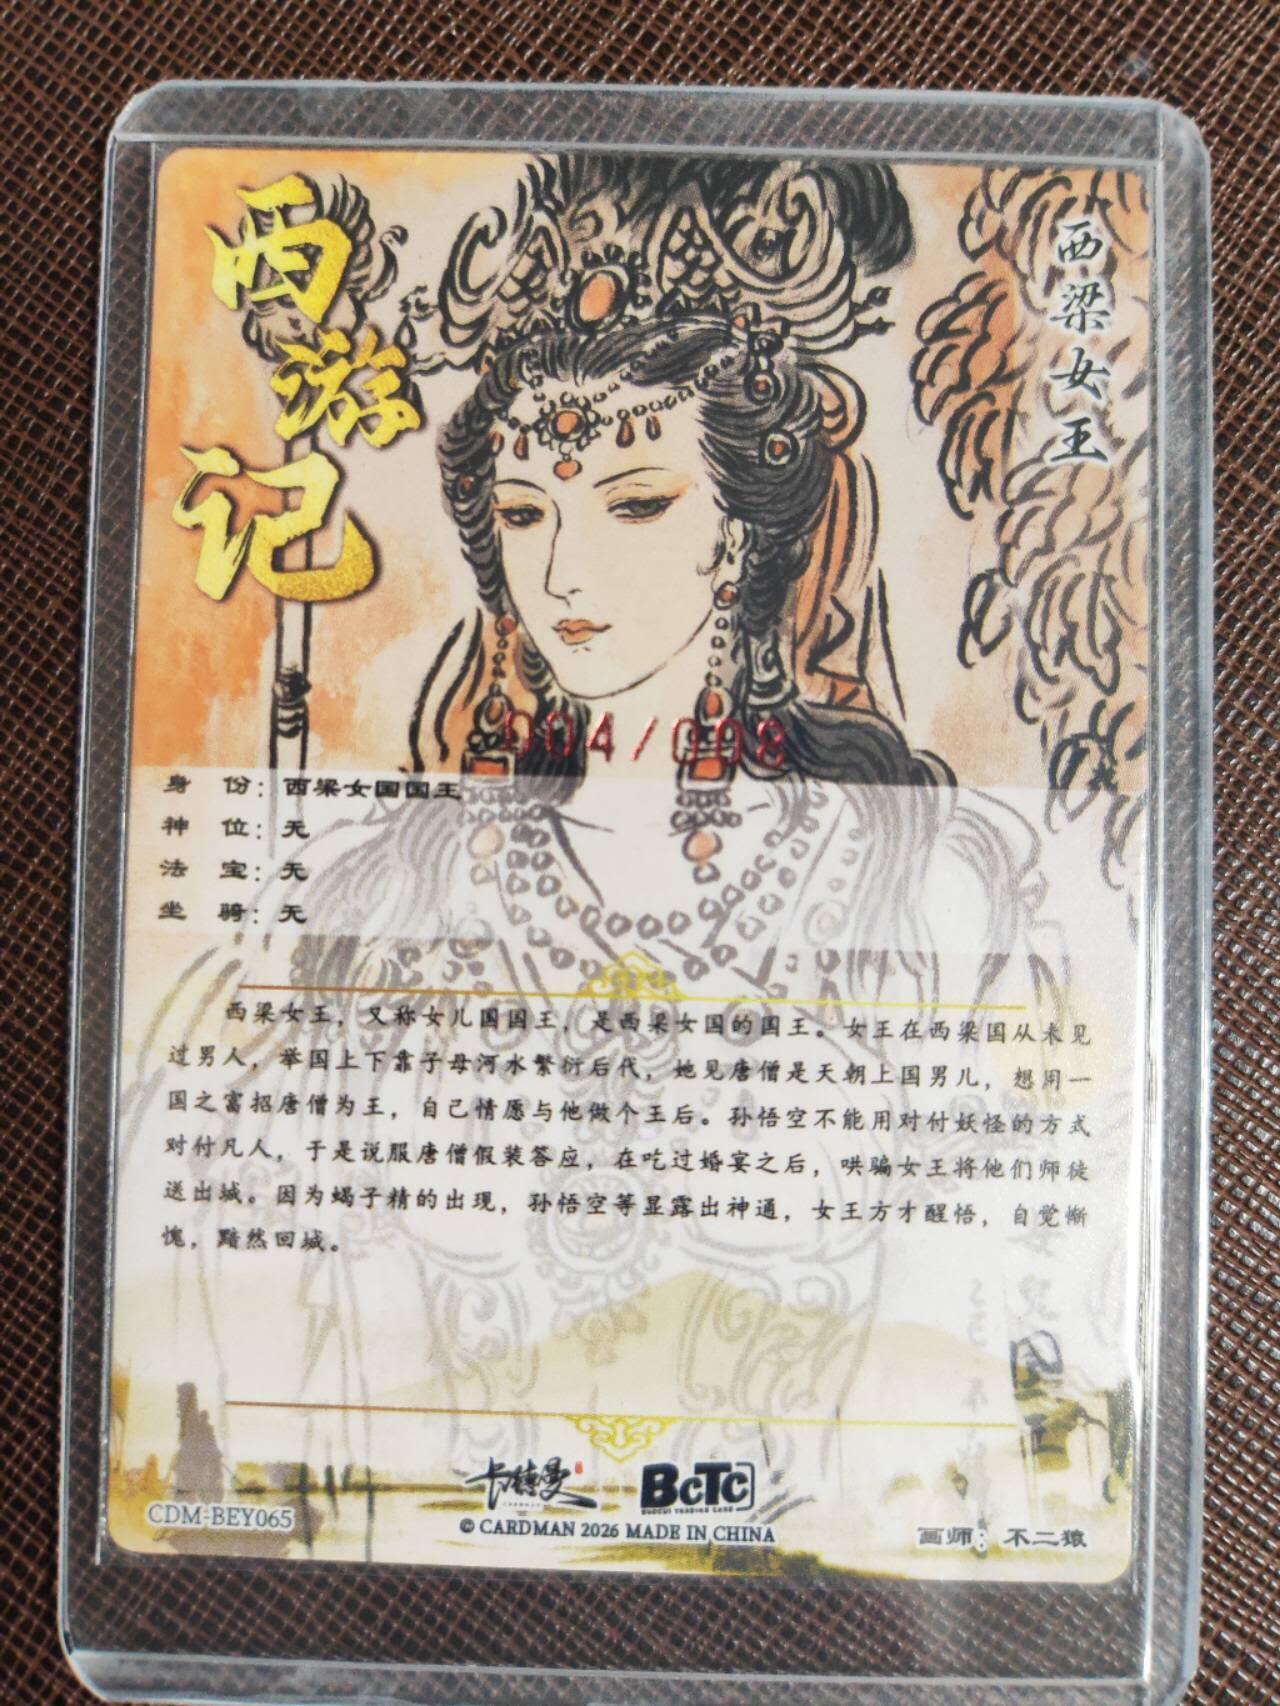 西游记
西梁女王
004/008
身 份：西梁女国国王
神 位：无
法 宝：无
坐 骑：无
西梁女王，又称女儿国国王，是西梁女国的国王。女王在西梁国从未见
过男人，举国上下靠子母河水繁衍后代，她见唐僧是天朝上国男儿，想用一
国之富招唐僧为王，自己情愿与他做个王后。孙悟空不能用对付妖怪的方式
对付凡人，于是说服唐僧假装答应，在吃过婚宴之后，哄骗女王将他们师徒
送出城。因为蝎子精的出现，孙悟空等显露出神通，女王方才醒悟，自觉惭
愧，黯然回城。
卡德曼
BcTc
CDM-BEY065
© CARDMAN 2026 MADE IN CHINA
画师：不二猿